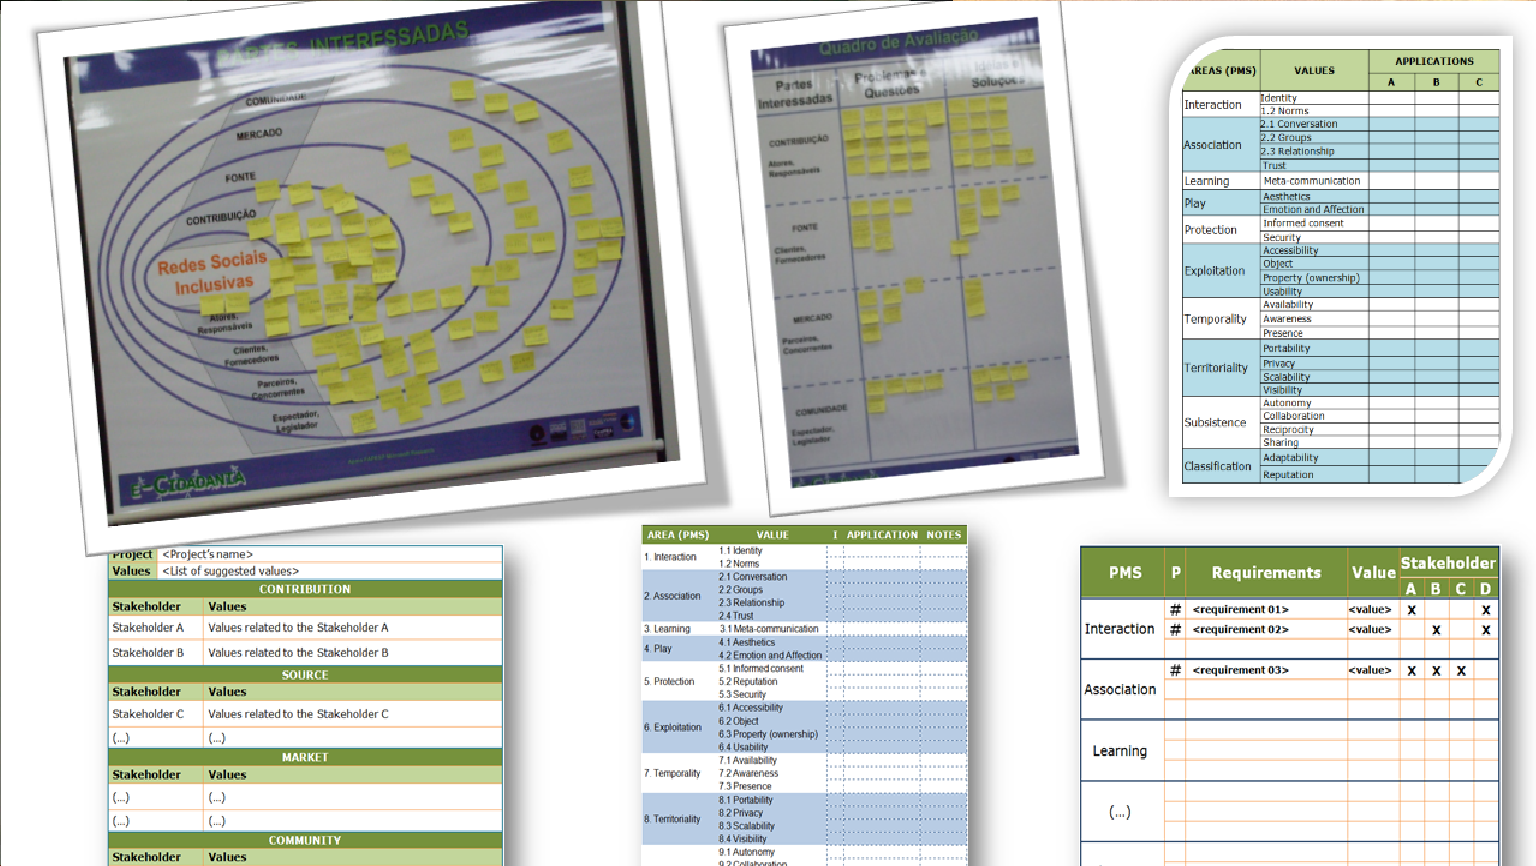 PARTES INTERESSADAS
COMUNIDADE
MERCADO
FONTE
CONTRIBUIÇÃO
Redes Sociais
Inclusivas
Atores,
Responsáveis
Clientes,
Fornecedores
Parceiros,
Concorrentes
Espectador,
Legislador
e-Cidadania
Quadro de Avaliação
Partes
Interessadas
Problemas e
Questões
Idéias e
Soluções
CONTRIBUIÇÃO
Atores,
Responsáveis
FONTE
Clientes,
Fornecedores
MERCADO
Parceiros,
Concorrentes
COMUNIDADE
Espectador,
Legislador
AREAS (PMS) VALUES APPLICATIONS
A B C
Interaction Identity
1.2 Norms
Association 2.1 Conversation
2.2 Groups
2.3 Relationship
Trust
Learning Meta-communication
Play Aesthetics
Emotion and Affection
Protection Informed consent
Security
Exploitation Accessibility
Object
Property (ownership)
Usability
Temporality Availability
Awareness
Presence
Territoriality Portability
Privacy
Scalability
Visibility
Subsistence Autonomy
Collaboration
Reciprocity
Sharing
Classification Adaptability
Reputation
Project <Project's name>
Values <List of suggested values>
CONTRIBUTION
Stakeholder Values
Stakeholder A Values related to the Stakeholder A
Stakeholder B Values related to the Stakeholder B
SOURCE
Stakeholder Values
Stakeholder C Values related to the Stakeholder C
(...) (...)
MARKET
Stakeholder Values
(...) (...)
(...) (...)
COMMUNITY
Stakeholder Values
AREA (PMS) VALUE I APPLICATION NOTES
1. Interaction 1.1 Identity
1.2 Norms
2. Association 2.1 Conversation
2.2 Groups
2.3 Relationship
2.4 Trust
3. Learning 3.1 Meta-communication
4. Play 4.1 Aesthetics
4.2 Emotion and Affection
5. Protection 5.1 Informed consent
5.2 Reputation
5.3 Security
6. Exploitation 6.1 Accessibility
6.2 Object
6.3 Property (ownership)
6.4 Usability
7. Temporality 7.1 Availability
7.2 Awareness
7.3 Presence
8. Territoriality 8.1 Portability
8.2 Privacy
8.3 Scalability
8.4 Visibility
9.1 Autonomy
9.2 Collaboration
PMS P Requirements Value Stakeholder
A B C D
Interaction # <requirement 01> <value> X X
# <requirement 02> <value> X X
Association # <requirement 03> <value> X X X
Learning
(...)